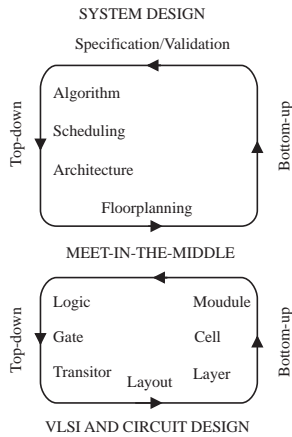 SYSTEM DESIGN
Specification/Validation
Top-down
Algorithm
Scheduling
Architecture
Floorplanning
Bottom-up
MEET-IN-THE-MIDDLE
Top-down
Logic
Gate
Transitor
Layout
Moudule
Cell
Layer
Bottom-up
VLSI AND CIRCUIT DESIGN